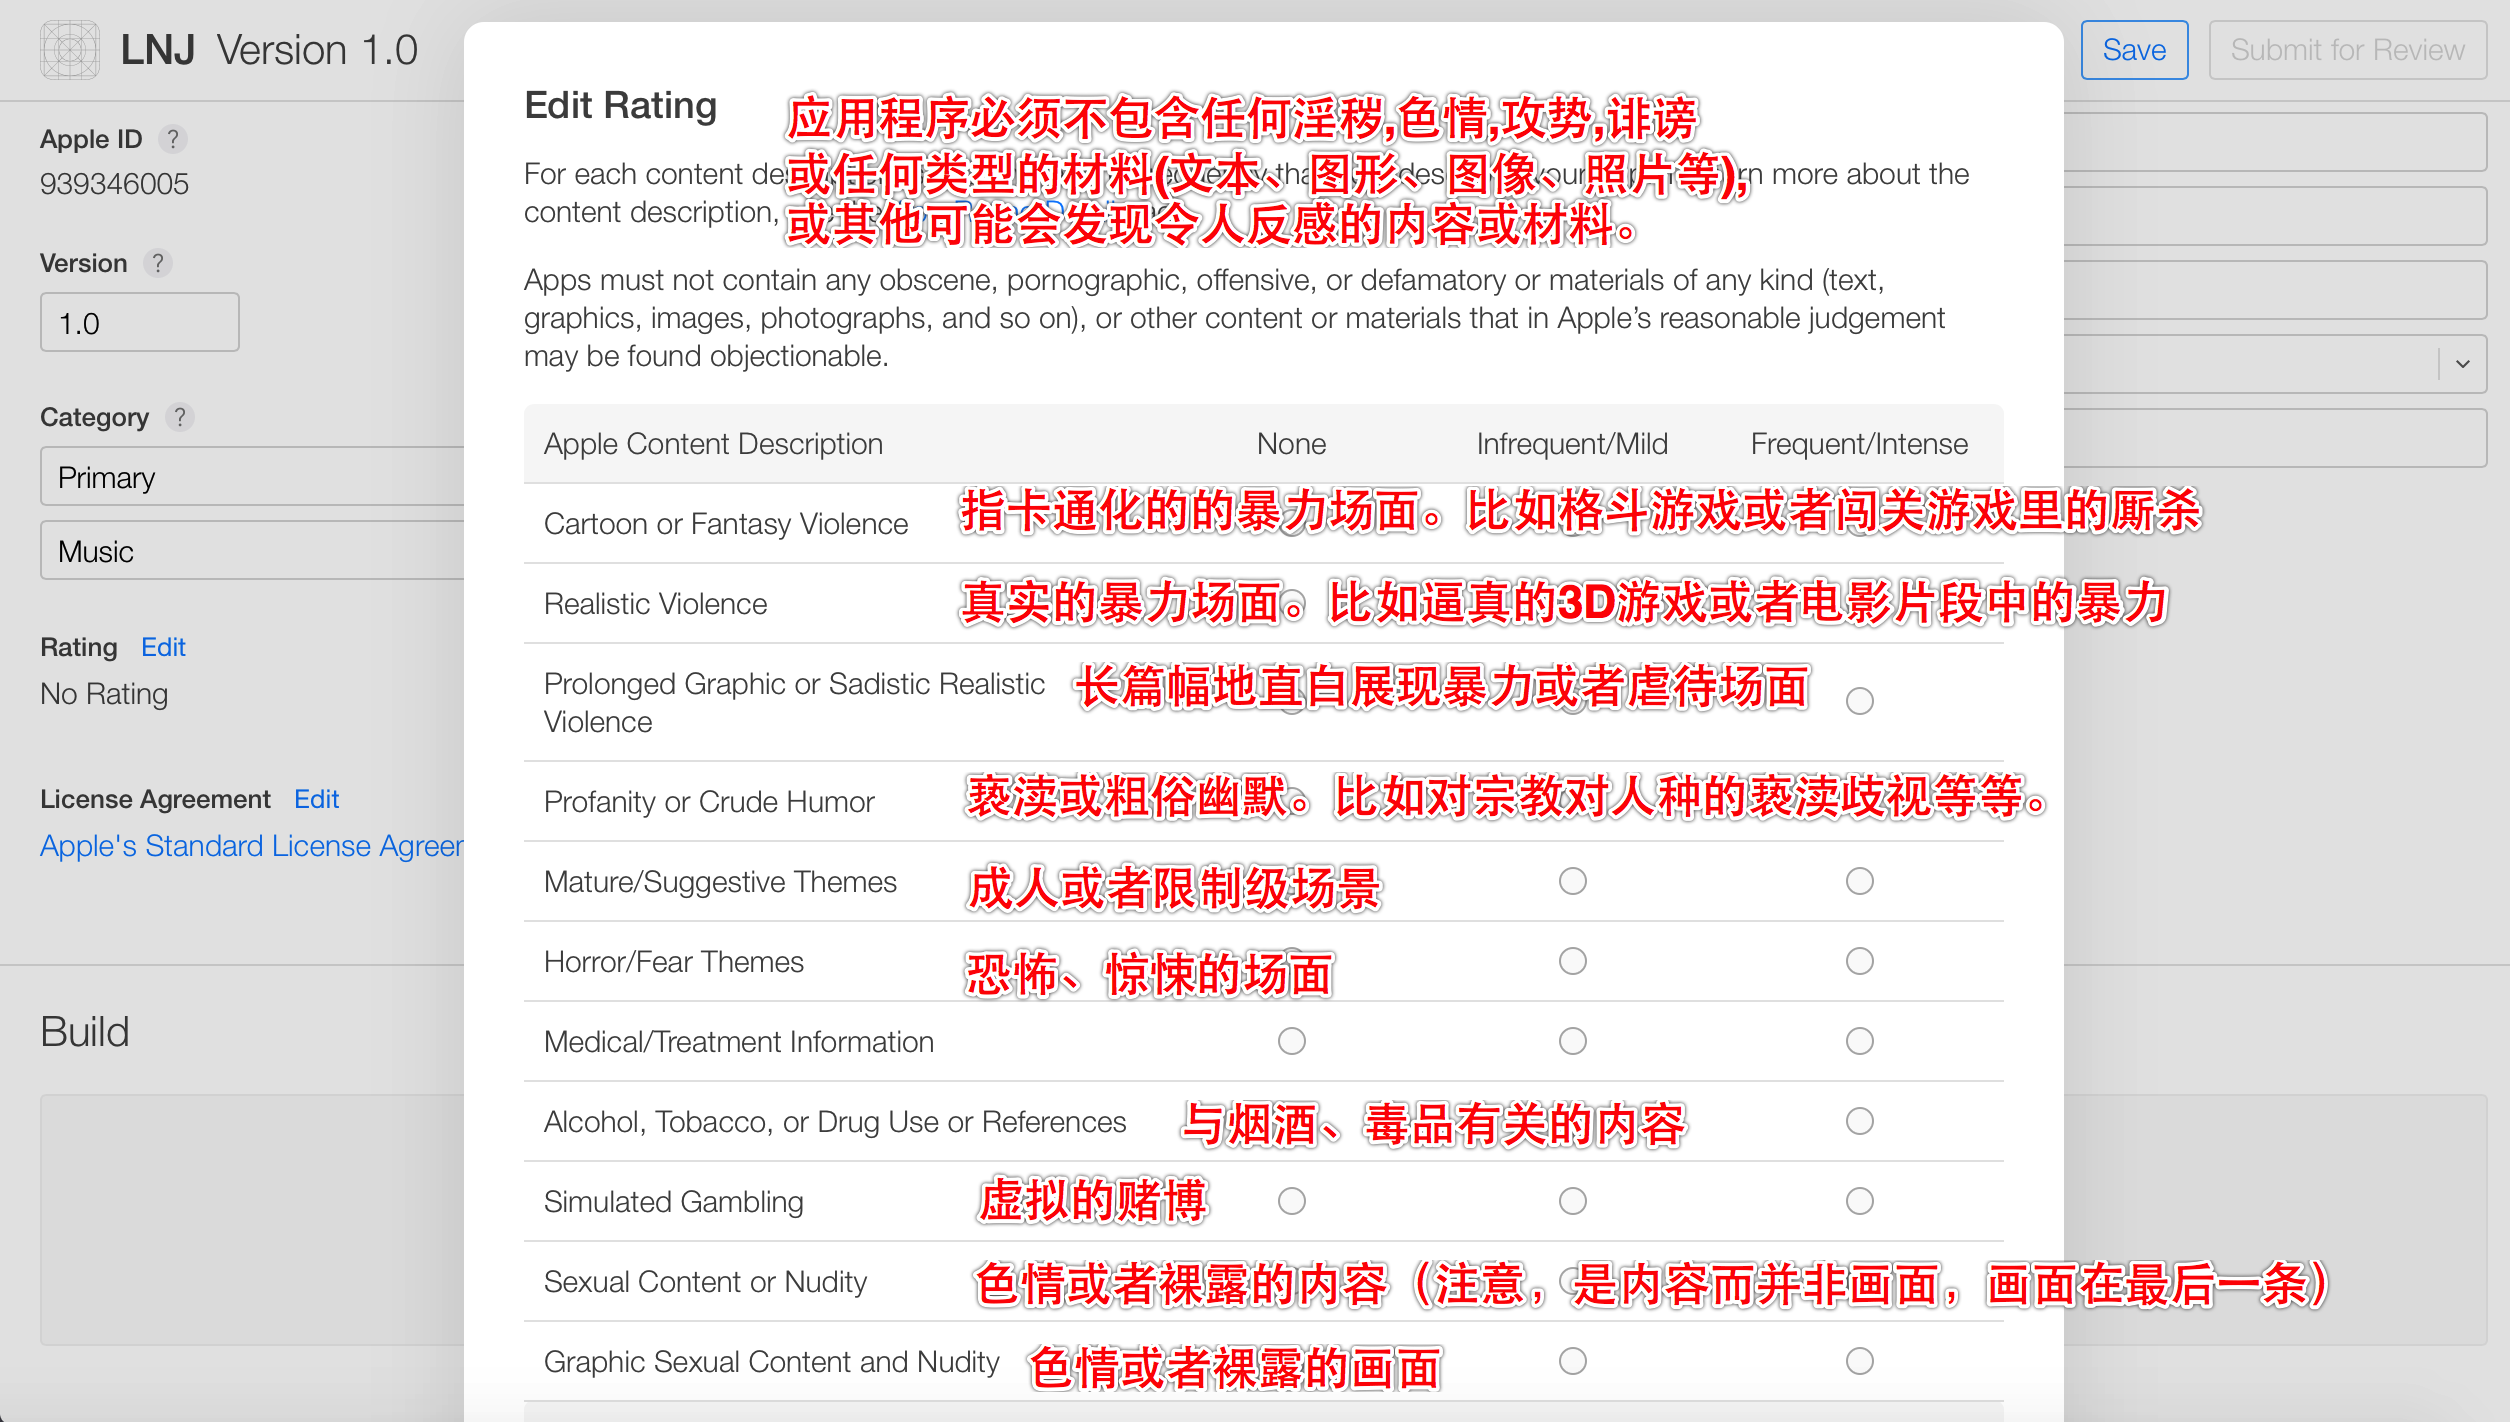 LNJ Version 1.0
Save
Submit for Review
Apple ID ?
939346005
Version ?
1.0
Category ?
Primary
Music
Rating Edit
No Rating
License Agreement Edit
Apple's Standard License Agreer
Build
Edit Rating
应用程序必须不包含任何淫秽,色情,攻势,诽谤
或任何类型的材料(文本、图形、图像、照片等),
或其他可能会发现令人反感的内容或材料。
For each content more about the
content description,
Apps must not contain any obscene, pornographic, offensive, or defamatory or materials of any kind (text,
graphics, images, photographs, and so on), or other content or materials that in Apple’s reasonable judgement
may be found objectionable.
Apple Content Description None Infrequent/Mild Frequent/Intense
Cartoon or Fantasy Violence 指卡通化的的暴力场面。比如格斗游戏或者闯关游戏里的厮杀
Realistic Violence 真实的暴力场面。比如逼真的3D游戏或者电影片段中的暴力
Prolonged Graphic or Sadistic Realistic 长篇幅地直白展现暴力或者虐待场面
Violence
Profanity or Crude Humor 亵渎或粗俗幽默。比如对宗教对人种的亵渎歧视等等。
Mature/Suggestive Themes 成人或者限制级场景
Horror/Fear Themes 恐怖、惊悚的场面
Medical/Treatment Information
Alcohol, Tobacco, or Drug Use or References 与烟酒、毒品有关的内容
Simulated Gambling 虚拟的赌博
Sexual Content or Nudity 色情或者裸露的内容（注意，是内容而并非画面，画面在最后一条）
Graphic Sexual Content and Nudity 色情或者裸露的画面